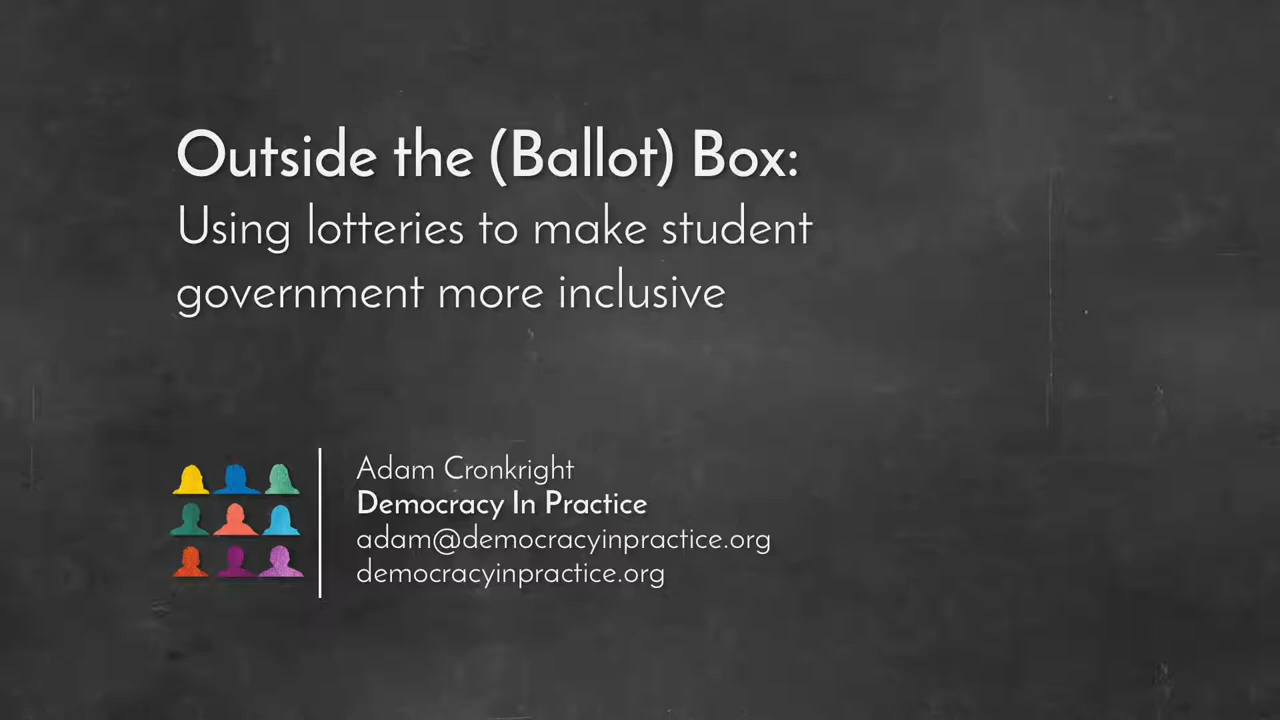 Outside the (Ballot) Box:
Using lotteries to make student
government more inclusive
Adam Cronkright
Democracy In Practice
adam@democracyinpractice.org
democracyinpractice.org